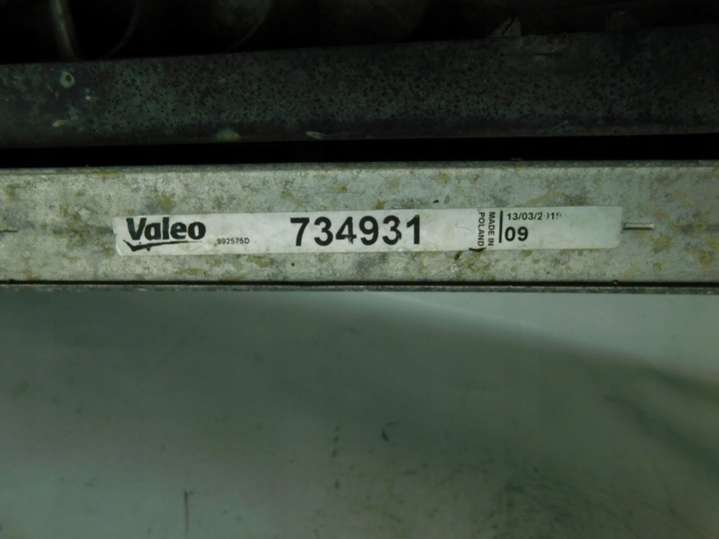 Valeo
992575D
734931
MADE IN
POLAND
09